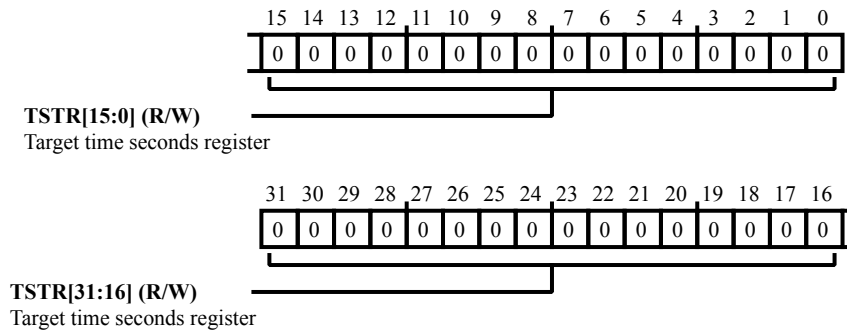 15 14 13 12 11 10 9 8 7 6 5 4 3 2 1 0
0 0 0 0 0 0 0 0 0 0 0 0 0 0 0 0
TSTR[15:0] (R/W)
Target time seconds register
31 30 29 28 27 26 25 24 23 22 21 20 19 18 17 16
0 0 0 0 0 0 0 0 0 0 0 0 0 0 0 0
TSTR[31:16] (R/W)
Target time seconds register